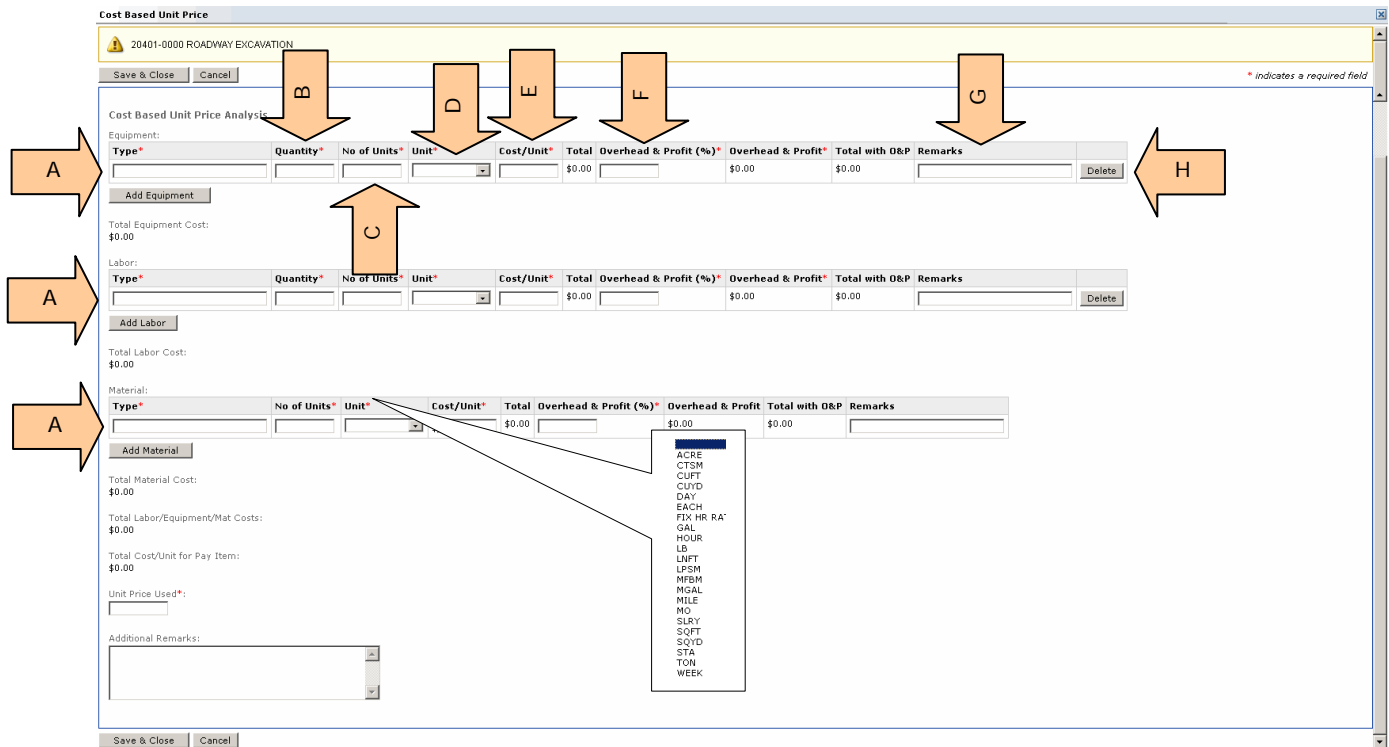 Cost Based Unit Price
20401-0000 ROADWAY EXCAVATION
Save & Close Cancel * indicates a required field
B D E F G
Cost Based Unit Price Analysis
Equipment:
Type* Quantity* No of Units* Unit* Cost/Unit* Total Overhead & Profit (%)* Overhead & Profit* Total with O&P Remarks
A $0.00 $0.00 $0.00 Delete H
Add Equipment
C
Total Equipment Cost:
$0.00
Labor:
Type* Quantity* No of Units* Unit* Cost/Unit* Total Overhead & Profit (%)* Overhead & Profit* Total with O&P Remarks
A $0.00 $0.00 $0.00 Delete
Add Labor
Total Labor Cost:
$0.00
Material:
Type* No of Units* Unit* Cost/Unit* Total Overhead & Profit (%)* Overhead & Profit Total with O&P Remarks
A $0.00 $0.00 $0.00
Add Material
ACRE
CTSM
CUFT
CUYD
DAY
EACH
FIX HR RA
GAL
HOUR
LB
LNFT
LPSM
MFBM
MGAL
MILE
MO
SLRY
SQFT
SQYD
STA
TON
WEEK
Total Material Cost:
$0.00
Total Labor/Equipment/Mat Costs:
$0.00
Total Cost/Unit for Pay Item:
$0.00
Unit Price Used*:
Additional Remarks:
Save & Close Cancel